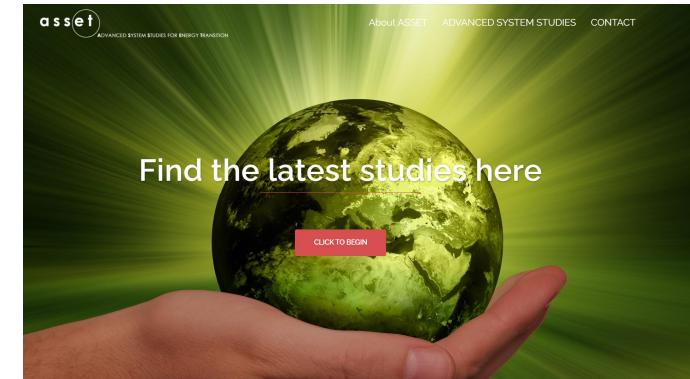 asset
ADVANCED SYSTEM STUDIES FOR ENERGY TRANSITION
About ASSET ADVANCED SYSTEM STUDIES CONTACT
Find the latest studies here
CLICK TO BEGIN